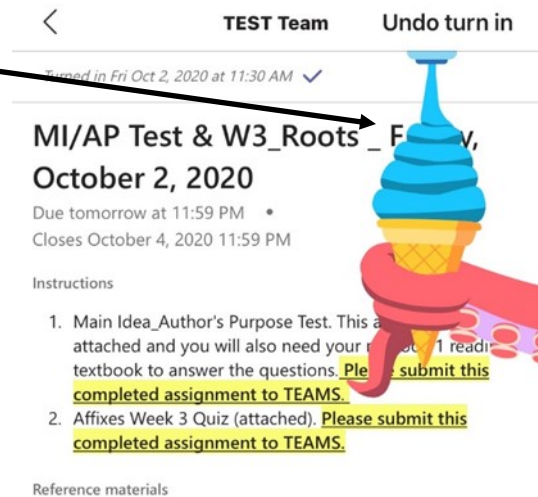 TEST Team Undo turn in
Turned in Fri Oct 2, 2020 at 11:30 AM
MI/AP Test & W3_Roots _
October 2, 2020
Due tomorrow at 11:59 PM •
Closes October 4, 2020 11:59 PM
Instructions
1. Main Idea_Author's Purpose Test. This
attached and you will also need your 1
textbook to answer the questions. submit this
completed assignment to TEAMS.
2. Affixes Week 3 Quiz (attached). Please submit this
completed assignment to TEAMS.
Reference materials